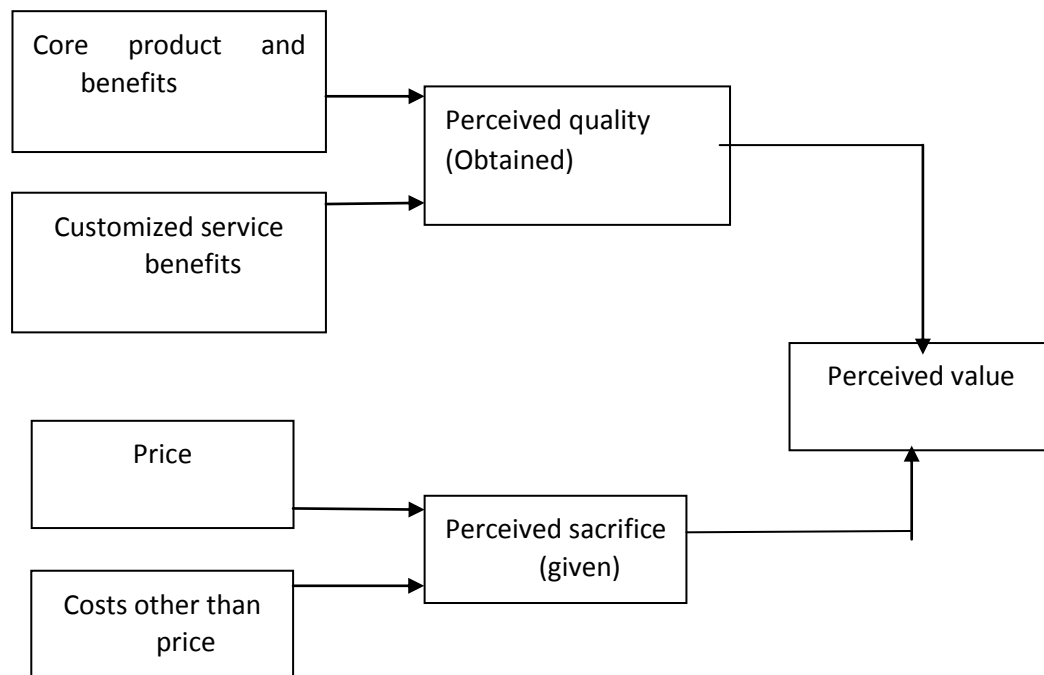 Core product and
benefits
Perceived quality
(Obtained)
Customized service
benefits
Perceived value
Price
Perceived sacrifice
(given)
Costs other than
price